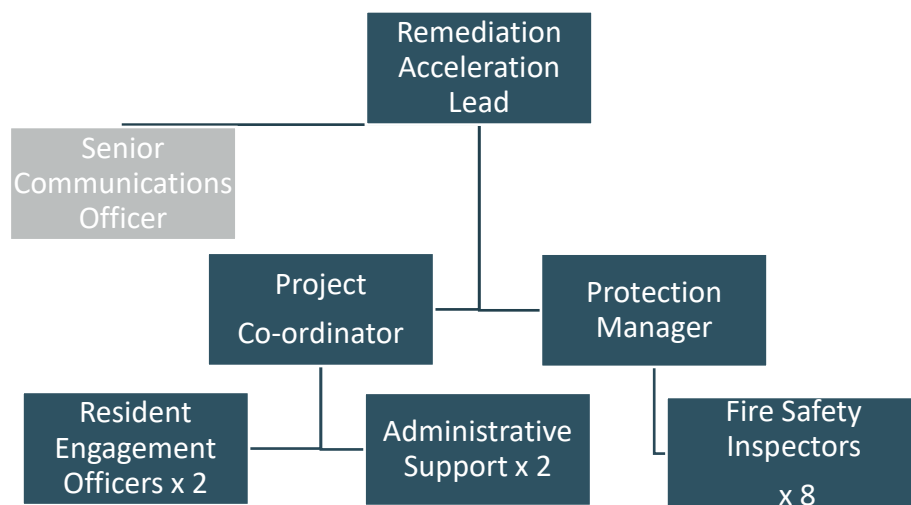 Remediation
Acceleration
Lead
Senior
Communications
Officer
Project
Co-ordinator
Protection
Manager
Resident
Engagement
Officers x 2
Administrative
Support x 2
Fire Safety
Inspectors
x 8